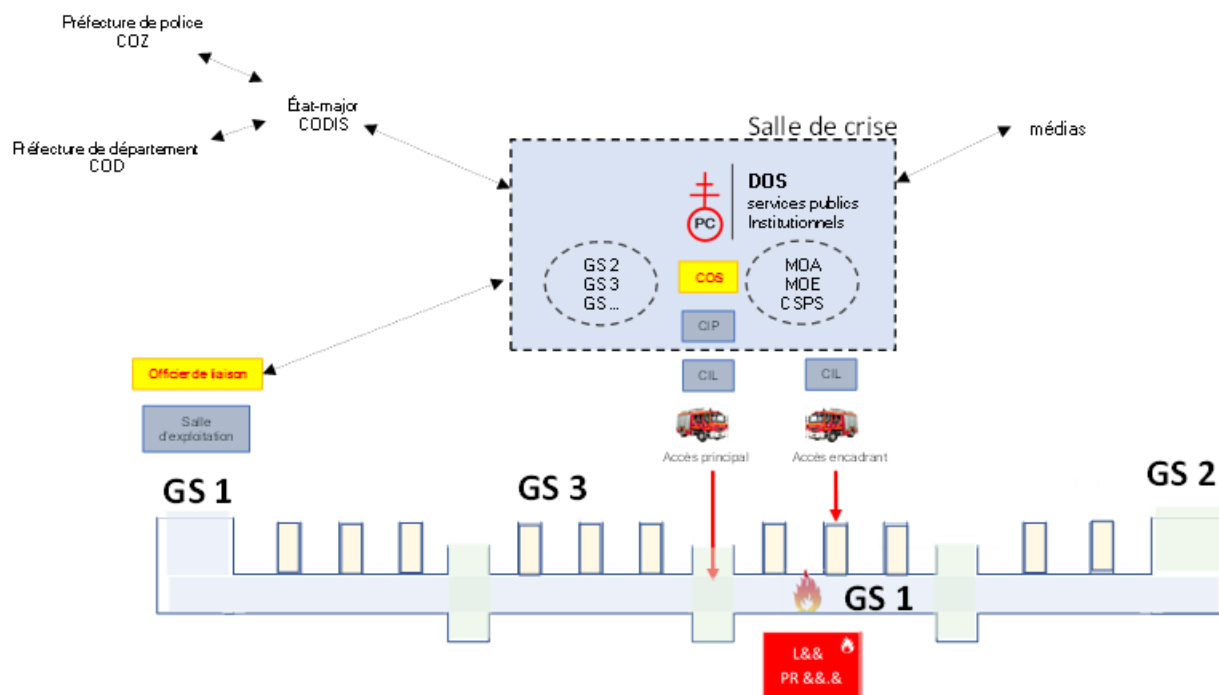 Préfecture de police
COZ
État-major
CODIS
Préfecture de département
COD
Salle de crise
médias
DOS
services publics
Institutionnels
PC
GS 2
GS 3
GS ...
COS
MOA
MOE
CSPS
CIP
Officier de liaison
CIL
CIL
Salle
d'exploitation
Accès principal
Accès encadrant
GS 1
GS 3
GS 2
GS 1
L&&
PR &&.&